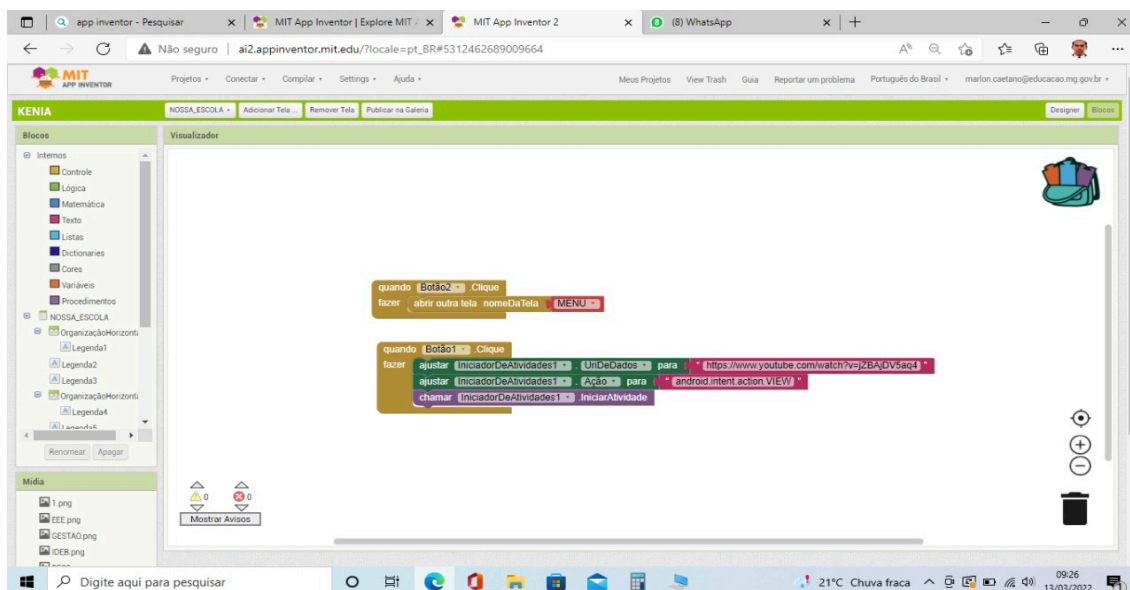 app inventor - Pesquisar
MIT App Inventor | Explore MIT
MIT App Inventor 2
(8) WhatsApp
Não seguro
ai2.appinventor.mit.edu/?locale=pt_BR#5312462689009664
MIT
APP INVENTOR
Projetos
Conectar
Compilar
Settings
Ajuda
Meus Projetos
View Trash
Guia
Reportar um problema
Português do Brasil
marlon.caetano@educacao.mg.gov.br
KENIA
NOSSA_ESCOLA
Adicionar Tela ...
Remover Tela
Publicar na Galeria
Designer
Blocos
Blocos
Visualizador
Internos
Controle
Lógica
Matemática
Texto
Listas
Dictionaries
Cores
Variáveis
Procedimentos
NOSSA_ESCOLA
OrganizaçãoHorizont
Legenda1
Legenda2
Legenda3
OrganizaçãoHorizont
Legenda4
Legenda5
Renomear
Apagar
Mídia
1.png
EEE.png
GESTAO.png
IDEB.png
quando Botão2 .Clique
fazer abrir outra tela nomeDaTela MENU
quando Botão1 .Clique
fazer ajustar IniciadorDeAtividades1 . UriDeDados para " https://www.youtube.com/watch?v=jZBAjDV5aq4 "
ajustar IniciadorDeAtividades1 . Ação para " android.intent.action.VIEW "
chamar IniciadorDeAtividades1 .IniciarAtividade
0
0
Mostrar Avisos
Digite aqui para pesquisar
21°C Chuva fraca
09:26
13/03/2022